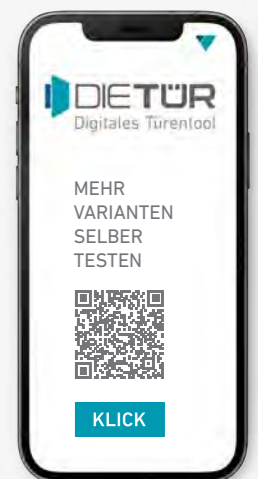 DIETÜR
Digitales Türentool
MEHR
VARIANTEN
SELBER
TESTEN
KLICK